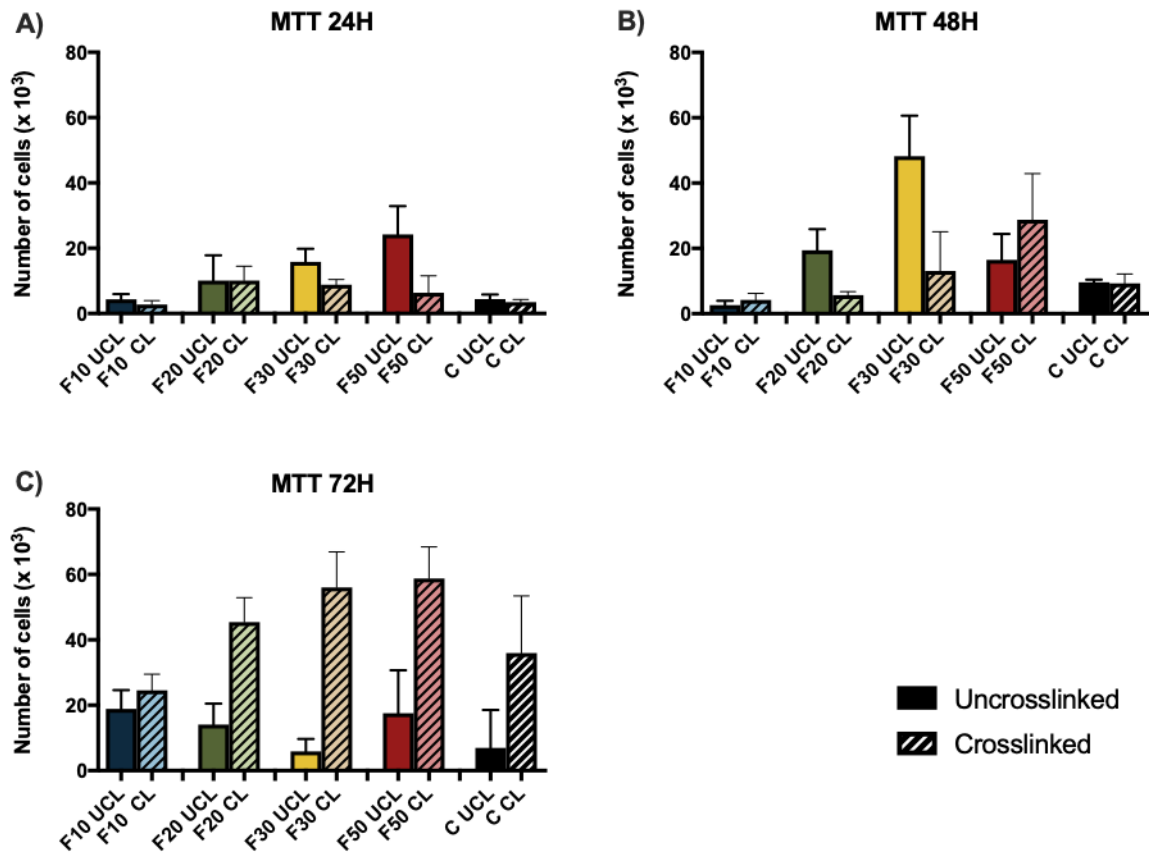 A)
MTT 24H
Number of cells (x 10³)
80
60
40
20
0
F10 UCL
F10 CL
F20 UCL
F20 CL
F30 UCL
F30 CL
F50 UCL
F50 CL
C UCL
C CL
B)
MTT 48H
Number of cells (x 10³)
80
60
40
20
0
F10 UCL
F10 CL
F20 UCL
F20 CL
F30 UCL
F30 CL
F50 UCL
F50 CL
C UCL
C CL
C)
MTT 72H
Number of cells (x 10³)
80
60
40
20
0
F10 UCL
F10 CL
F20 UCL
F20 CL
F30 UCL
F30 CL
F50 UCL
F50 CL
C UCL
C CL
Uncrosslinked
Crosslinked